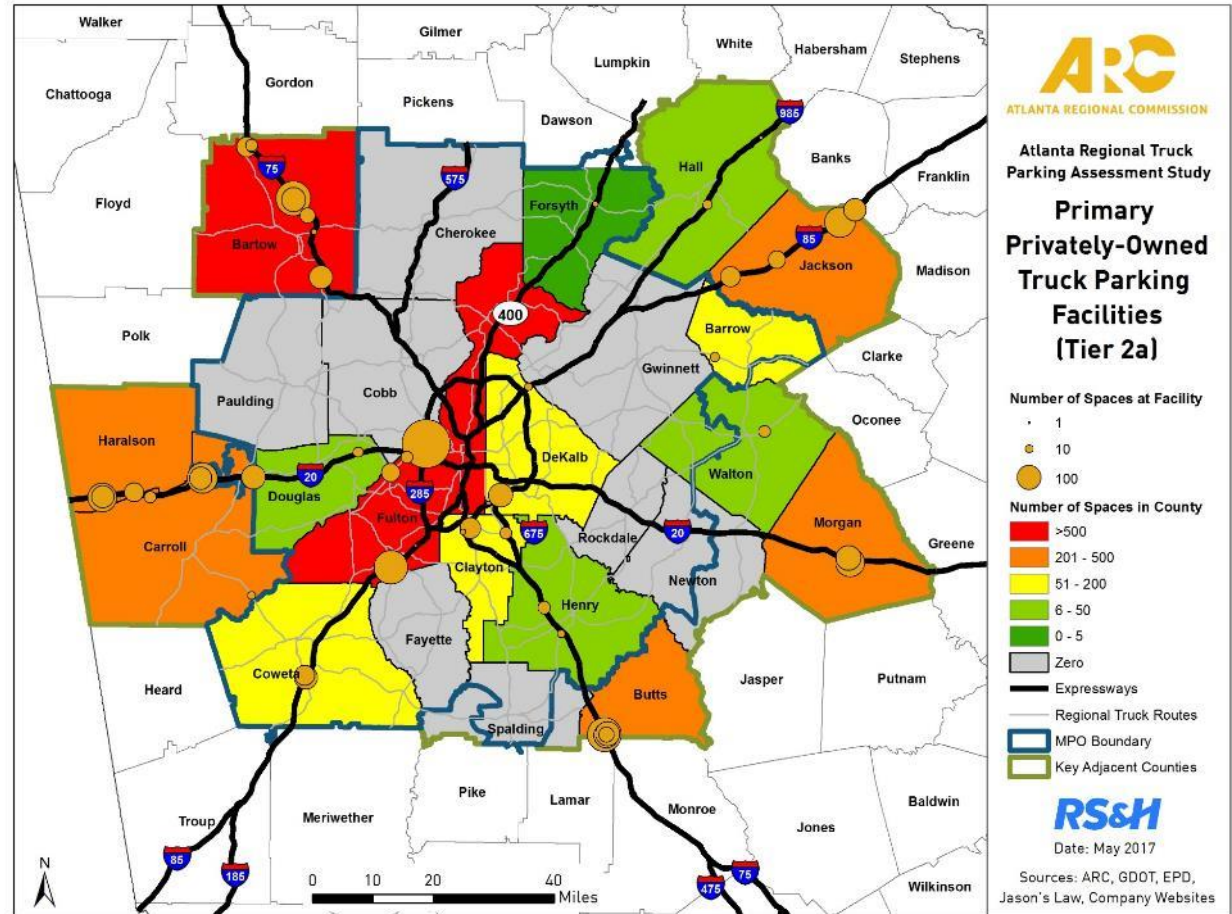 Walker
Gilmer
White
Habersham
Stephens
Lumpkin
Gordon
Chattooga
Pickens
Dawson
985
Banks
Hall
75
575
Franklin
Floyd
Forsyth
Cherokee
85
Bartow
Jackson
Madison
400
Polk
Barrow
Clarke
Gwinnett
Cobb
Paulding
Oconee
Haralson
DeKalb
Walton
20
Douglas
285
Fulton
Morgan
675
Rockdale
20
Carroll
Greene
Clayton
Newton
Henry
Fayette
Heard
Coweta
Butts
Jasper
Putnam
Spalding
Pike
Lamar
Monroe
Baldwin
Troup
Meriwether
Jones
85
185
75
475
Wilkinson
N
0 10 20 40
Miles
ARC
ATLANTA REGIONAL COMMISSION
Atlanta Regional Truck
Parking Assessment Study
Primary
Privately-Owned
Truck Parking
Facilities
(Tier 2a)
Number of Spaces at Facility
1
10
100
Number of Spaces in County
>500
201 - 500
51 - 200
6 - 50
0 - 5
Zero
Expressways
Regional Truck Routes
MPO Boundary
Key Adjacent Counties
RS&H
Date: May 2017
Sources: ARC, GDOT, EPD,
Jason's Law, Company Websites